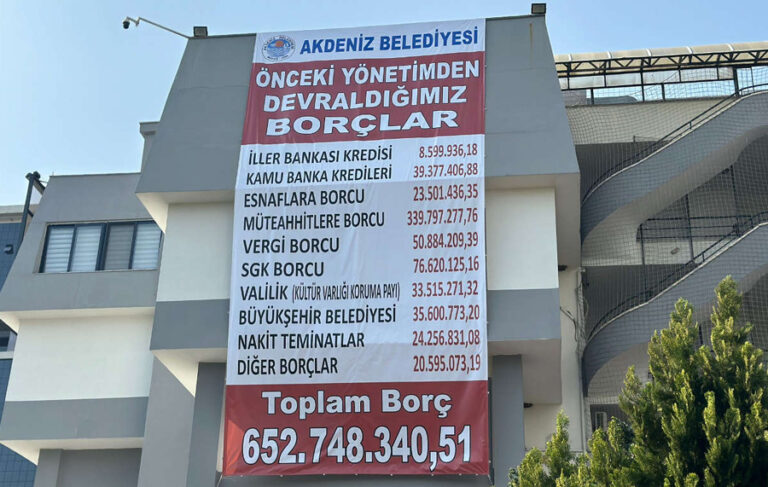 AKDENİZ BELEDİYESİ
ÖNCEKİ YÖNETİMDEN
DEVRALDIĞIMIZ
BORÇLAR
İLLER BANKASI KREDİSİ 8.599.936,18
KAMU BANKA KREDİLERİ 39.377.406,88
ESNAFLARA BORCU 23.501.436,35
MÜTEAHHİTLERE BORCU 339.797.277,76
VERGİ BORCU 50.884.209,39
SGK BORCU 76.620.125,16
VALİLİK (KÜLTÜR VARLIĞI KORUMA PAYI) 33.515.271,32
BÜYÜKŞEHİR BELEDİYESİ 35.600.773,20
NAKİT TEMİNATLAR 24.256.831,08
DİĞER BORÇLAR 20.595.073,19
Toplam Borç
652.748.340,51